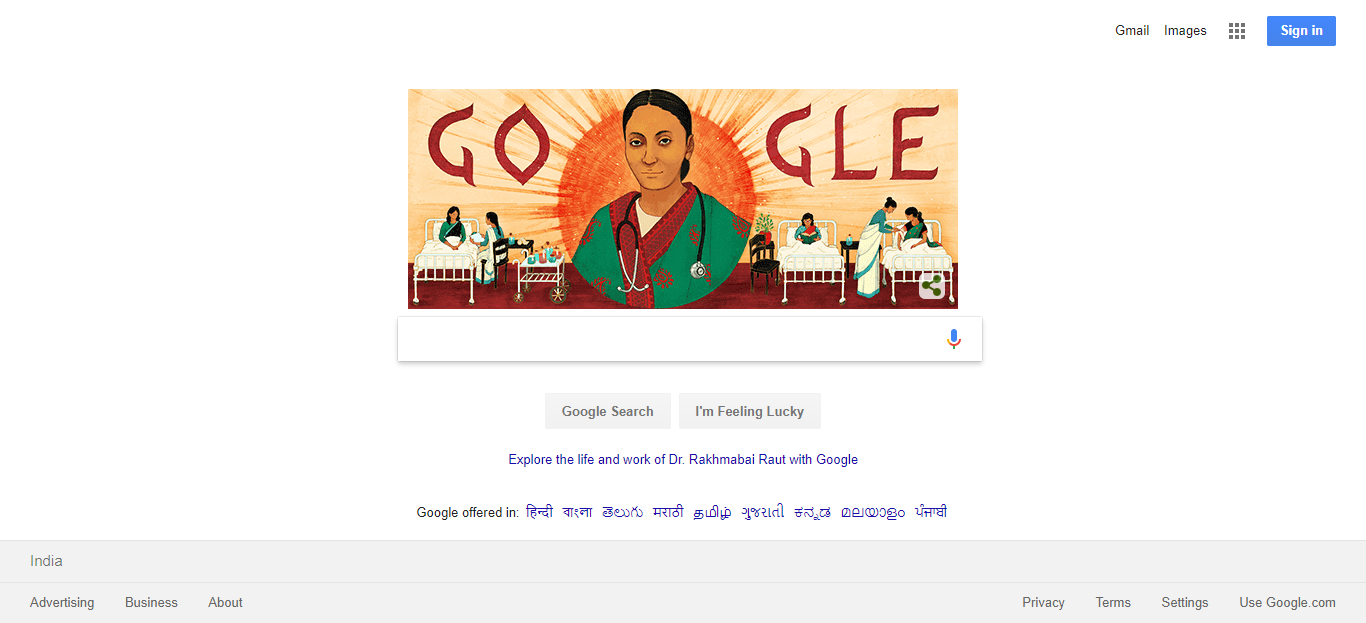 Gmail Images Sign in
GOOGLE
Google Search I'm Feeling Lucky
Explore the life and work of Dr. Rakhmabai Raut with Google
Google offered in: हिन्दी বাংলা తెలుగు मराठी தமிழ் ગુજરાતી ಕನ್ನಡ മലയാളം ਪੰਜਾਬੀ
India
Advertising Business About Privacy Terms Settings Use Google.com